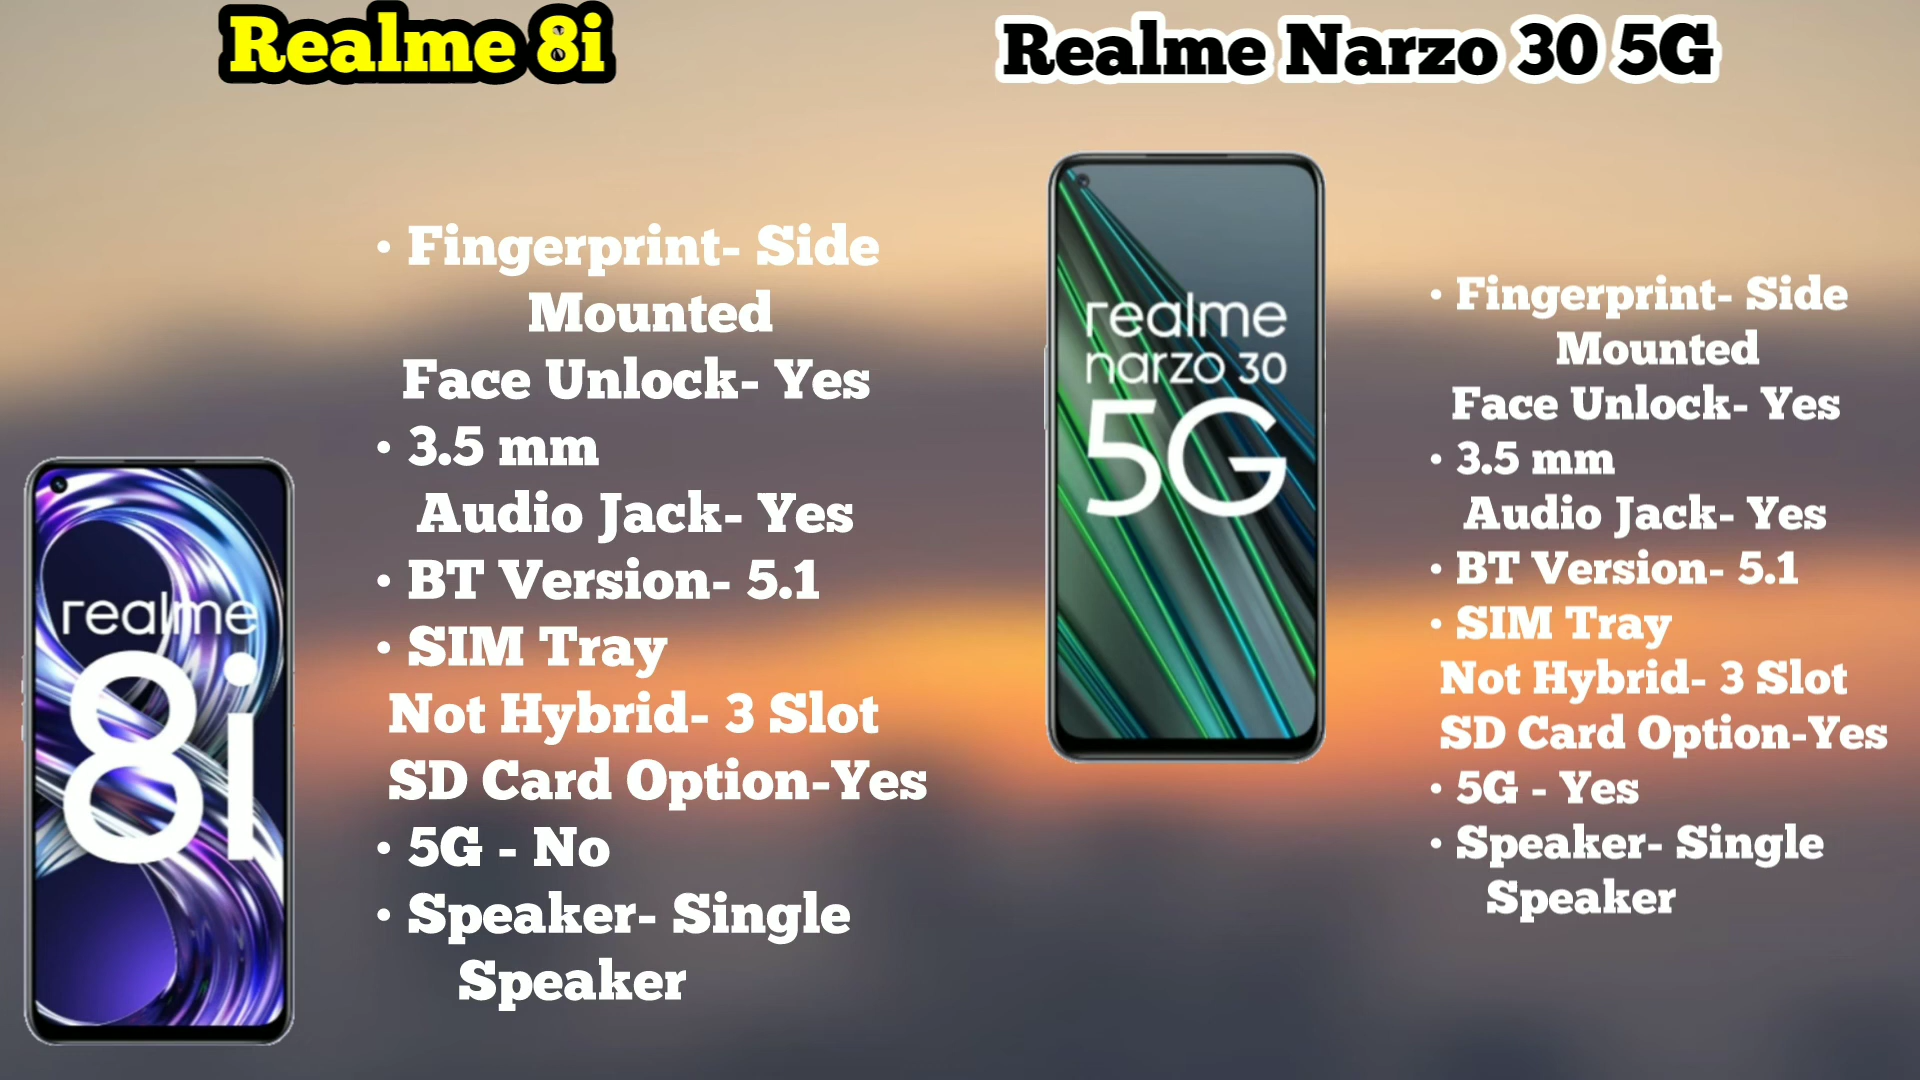 Realme 8i
Realme Narzo 30 5G
• Fingerprint- Side
Mounted
Face Unlock- Yes
• 3.5 mm
Audio Jack- Yes
• BT Version- 5.1
• SIM Tray
Not Hybrid- 3 Slot
SD Card Option-Yes
• 5G - No
• Speaker- Single
Speaker
realme
8i
realme
narzo 30
5G
• Fingerprint- Side
Mounted
Face Unlock- Yes
• 3.5 mm
Audio Jack- Yes
• BT Version- 5.1
• SIM Tray
Not Hybrid- 3 Slot
SD Card Option-Yes
• 5G - Yes
• Speaker- Single
Speaker